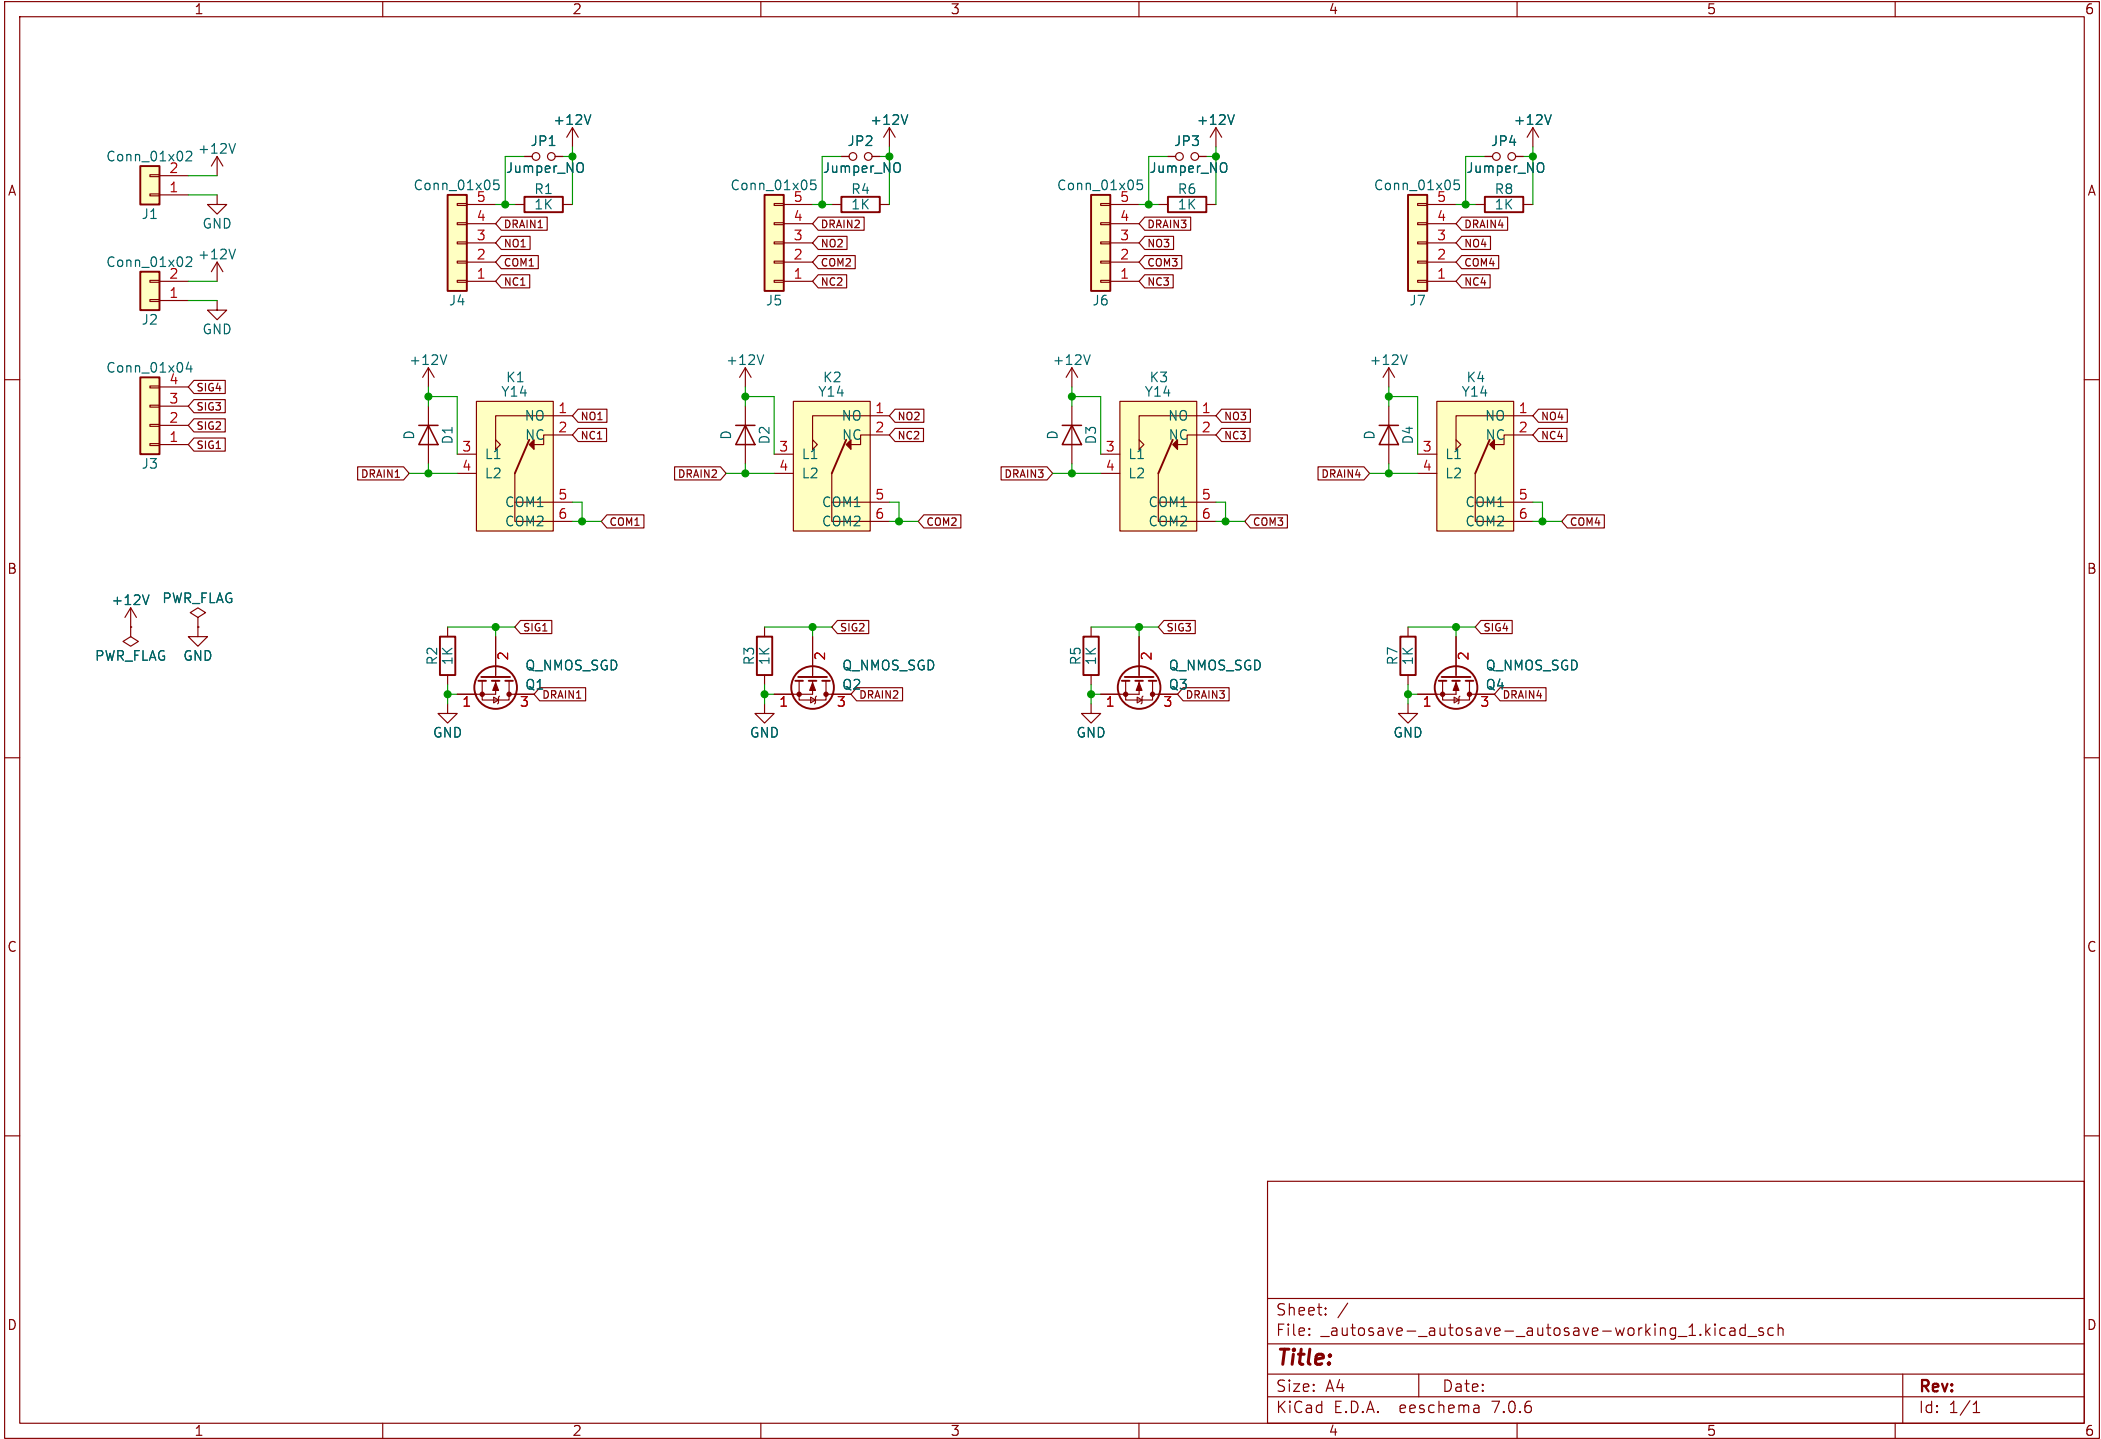 1 2 3 4 5 6
A A
B B
C C
D D
1 2 3 4 5 6
Conn_01x02
+12V
2
1
J1
GND
Conn_01x02
+12V
2
1
J2
GND
Conn_01x04
4 SIG4
3 SIG3
2 SIG2
1 SIG1
J3
+12V PWR_FLAG
PWR_FLAG GND
+12V
JP1
Jumper_NO
Conn_01x05
R1
5 1K
4 DRAIN1
3 NO1
2 COM1
1 NC1
J4
+12V
JP2
Jumper_NO
Conn_01x05
R4
5 1K
4 DRAIN2
3 NO2
2 COM2
1 NC2
J5
+12V
JP3
Jumper_NO
Conn_01x05
R6
5 1K
4 DRAIN3
3 NO3
2 COM3
1 NC3
J6
+12V
JP4
Jumper_NO
Conn_01x05
R8
5 1K
4 DRAIN4
3 NO4
2 COM4
1 NC4
J7
+12V
K1
Y14
D D1
NO 1 NO1
NC 2 NC1
3 L1
DRAIN1 4 L2
COM1 5
COM2 6 COM1
+12V
K2
Y14
D D2
NO 1 NO2
NC 2 NC2
3 L1
DRAIN2 4 L2
COM1 5
COM2 6 COM2
+12V
K3
Y14
D D3
NO 1 NO3
NC 2 NC3
3 L1
DRAIN3 4 L2
COM1 5
COM2 6 COM3
+12V
K4
Y14
D D4
NO 1 NO4
NC 2 NC4
3 L1
DRAIN4 4 L2
COM1 5
COM2 6 COM4
SIG1
R2 1K 2
Q_NMOS_SGD
Q1
1 3 DRAIN1
GND
SIG2
R3 1K 2
Q_NMOS_SGD
Q2
1 3 DRAIN2
GND
SIG3
R5 1K 2
Q_NMOS_SGD
Q3
1 3 DRAIN3
GND
SIG4
R7 1K 2
Q_NMOS_SGD
Q4
1 3 DRAIN4
GND
Sheet: /
File: _autosave-_autosave-_autosave-working_1.kicad_sch
Title:
Size: A4 Date: Rev:
KiCad E.D.A. eeschema 7.0.6 Id: 1/1